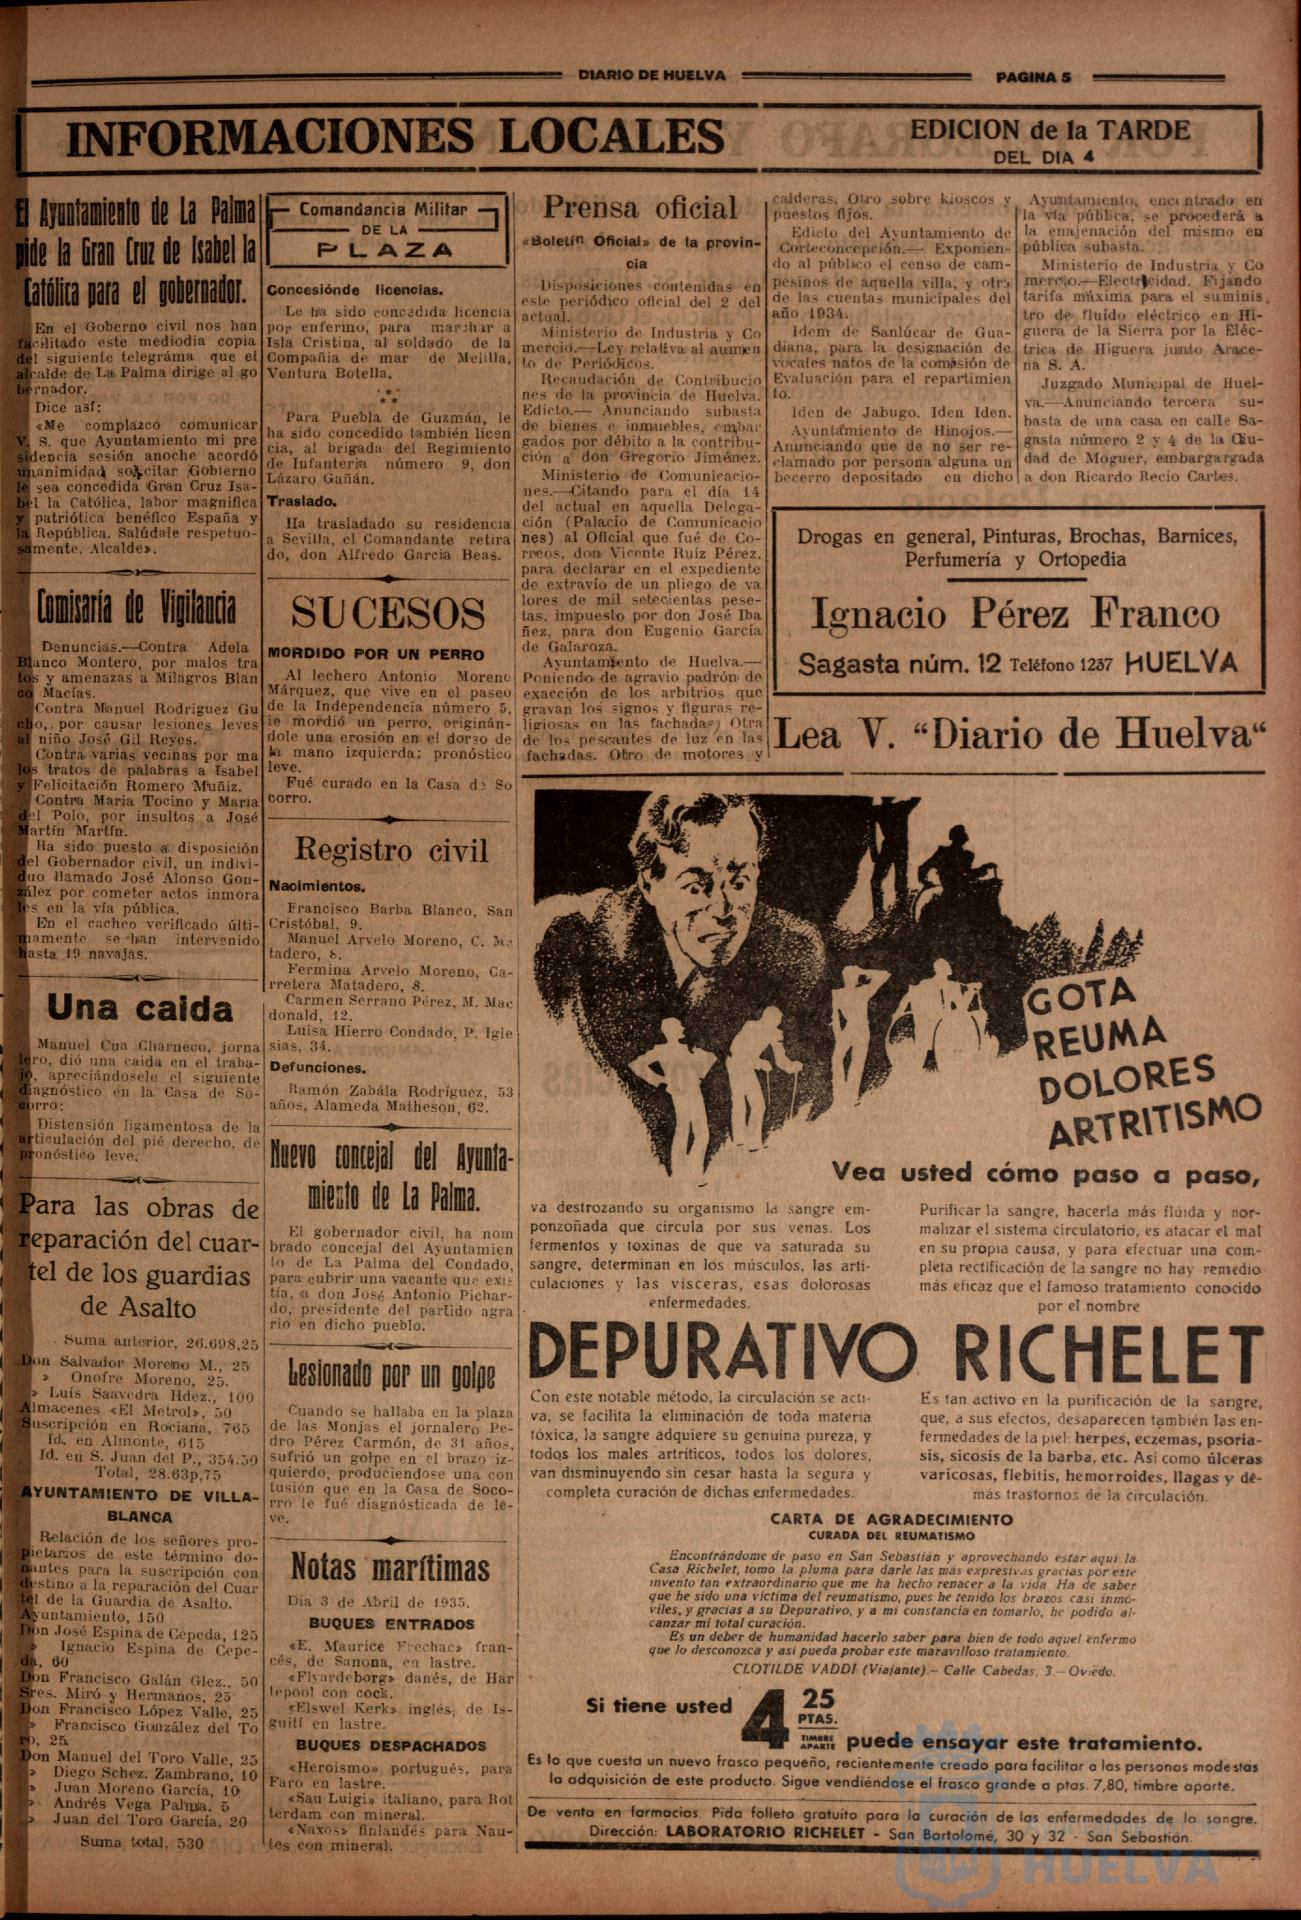 DIARIO DE HUELVA
PAGINA 5
INFORMACIONES LOCALES
EDICION de la TARDE
DEL DIA 4
El Ayuntamiento de La Palma
pide la Gran Cruz de Isabel la
Católica para el gobernador.
En el Goberno civil nos han
facilitado este mediodia copia
del siguiente telegráma que el
alcalde de La Palma dirige al go
bernador.
Dice así:
«Me complazco comunicar
V. S. que Ayuntamiento mi pre
sidencia sesión anoche acordó
unanimidad solicitar Gobierno
le sea concedida Gran Cruz Isa-
bel la Católica, labor magnifica
y patriótica benéfico España y
la República. Salúdale respetuo-
samente. Alcalde».
Comisaría de Vigilancia
Denuncias.—Contra Adela
Blanco Montero, por malos tra
tos y amenazas a Milagros Blan
co Macías.
Contra Manuel Rodriguez Gu
cho, por causar lesiones leves
al niño José Gil Reyes.
Contra varias vecinas por ma
los tratos de palabras a Isabel
y Felicitación Romero Muñiz.
Contra Maria Tocino y Maria
del Polo, por insultos a José
Martín Martín.
Ha sido puesto a disposición
del Gobernador civil, un indivi-
duo llamado José Alonso Gon-
zález por cometer actos inmora
les en la vía pública.
En el cacheo verificado últi-
mamente se han intervenido
hasta 19 navajas.
Una caida
Manuel Cua Charneco, jorna
lero, dió una caida en el traba-
jo, apreciándosele el siguiente
diagnóstico en la Casa de So-
corro:
Distensión ligamentosa de la
articulación del pié derecho, de
pronóstico leve.
Para las obras de
reparación del cuar-
tel de los guardias
de Asalto
Suma anterior, 26.698,25
Don Salvador Moreno M., 25
» Onofre Moreno, 25.
» Luís Saavedra Hdez., 100
Almacenes «El Metrol», 50
Suscripción en Rociana, 765
Id. en Almonte, 615
Id. en S. Juan del P., 354.50
Total, 28.63p,75
AYUNTAMIENTO DE VILLA-
BLANCA
Relación de los señores pro-
pietarios de este término do-
nantes para la suscripción con
destino a la reparación del Cuar
tel de la Guardia de Asalto.
Ayuntamiento, 150
Don José Espina de Cepeda, 125
» Ignacio Espina de Cepe-
da, 60
Don Francisco Galán Glez., 50
Sres. Miró y Hermanos, 25
Don Francisco López Valle, 25
» Francisco González del To
ro, 25.
Don Manuel del Toro Valle, 25
» Diego Schez. Zambrano, 10
» Juan Moreno García, 10
» Andrés Vega Palma, 5
» Juan del Toro García, 20
Suma total, 530
Comandancia Militar
DE LA
PLAZA
Concesiónde licencias.
Le ha sido concedida licencia
por enfermo, para marchar a
Isla Cristina, al soldado de la
Compañia de mar de Melilla,
Ventura Botella.
Para Puebla de Guzmán, le
ha sido concedido también licen
cia, al brigada del Regimiento
de Infantería número 9, don
Lázaro Gañán.
Traslado.
Ha trasladado su residencia
a Sevilla, el Comandante retira
do, don Alfredo Garcia Beas.
SUCESOS
MORDIDO POR UN PERRO
Al lechero Antonio Moreno
Márquez, que vive en el paseo
de la Independencia número 5,
le mordió un perro, originán-
dole una erosión en el dorso de
la mano izquierda; pronóstico
leve.
Fué curado en la Casa de So
corro.
Registro civil
Nacimientos.
Francisco Barba Blanco, San
Cristóbal, 9.
Manuel Arvelo Moreno, C. Ma
tadero, 8.
Fermina Arvelo Moreno, Ca-
rretera Matadero, 8.
Carmen Serrano Pérez, M. Mac
donald, 12.
Luisa Hierro Condado, P. Igle
sias, 34.
Defunciones.
Ramón Zabála Rodríguez, 53
años, Alameda Matheson, 62.
Nuevo concejal del Ayunta-
miento de La Palma.
El gobernador civil, ha nom
brado concejal del Ayuntamien
to de La Palma del Condado,
para cubrir una vacante que exis
tía, a don José Antonio Pichar-
do, presidente del partido agra
rio en dicho pueblo.
Lesionado por un golpe
Cuando se hallaba en la plaza
de las Monjas el jornalero Pe-
dro Pérez Carmón, de 31 años,
sufrió un golpe en el brazo iz-
quierdo, produciendose una con
tusión que en la Casa de Soco-
rro le fué diagnósticada de le-
ve.
Notas marítimas
Dia 3 de Abril de 1935.
BUQUES ENTRADOS
«E. Maurice Frechac» fran-
cés, de Sanona, en lastre.
«Flyardeborg» danés, de Har
tepool con cock.
«Elswel Kerk» inglés, de Is-
guiti en lastre.
BUQUES DESPACHADOS
«Heroismo» portugués, para
Faro en lastre.
«Sau Luigi» italiano, para Rot
terdam con mineral.
«Naxos» finlandés para Nau-
tes con mineral.
Prensa oficial
«Boletín Oficial» de la provin-
cia
Disposiciones contenidas en
este periódico oficial del 2 del
actual.
Ministerio de Industria y Co
mercio.—Ley relativa al aumen
to de Periódicos.
Recaudación de Contribucio
nes de la provincia de Huelva.
Edicto.— Anunciando subasta
de bienes e inmuebles, embar
gados por débito a la contribu-
ción a don Gregorio Jiménez.
Ministerio de Comunicacio-
nes.—Citando para el día 14
del actual en aquella Delega-
ción (Palacio de Comunicacio
nes) al Oficial que fué de Co-
rreos, don Vicente Ruiz Pérez,
para declarar en el expediente
de extravío de un pliego de va
lores de mil setecientas pese-
tas, impuesto por don José Iba
ñez, para don Eugenio García
de Galaroza.
Ayuntamiento de Huelva.—
Poniendo de agravio padrón de
exacción de los arbitrios que
gravan los signos y figuras re-
ligiosas en las fachadas; Otra
de los pescantes de luz en las
fachadas. Otro de motores y
calderas. Otro sobre kioscos y
puestos fijos.
Edicto del Ayuntamiento de
Corteconcepción.— Exponien-
do al público el censo de cam-
pesinos de aquella villa, y otro
de las cuentas municipales del
año 1934.
Idem de Sanlúcar de Gua-
diana, para la designación de
vocales natos de la comisión de
Evaluación para el repartimien
to.
Iden de Jabugo. Iden Iden.
Ayuntamiento de Hinojos.—
Anunciando que de no ser re-
clamado por persona alguna un
becerro depositado en dicho
Ayuntamiento, encontrado en
la vía pública, se procederá a
la enajenación del mismo en
pública subasta.
Ministerio de Industria y Co
mercio.—Electricidad. Fijando
tarifa máxima para el suminis
tro de fluído eléctrico en Hi-
guera de la Sierra por la Eléc-
trica de Higuera junto Arace-
na S. A.
Juzgado Municipal de Huel-
va.—Anunciando tercera su-
basta de una casa en calle Sa-
gasta número 2 y 4 de la Ciu-
dad de Moguer, embargargada
a don Ricardo Recio Cartes.
Drogas en general, Pinturas, Brochas, Barnices,
Perfumería y Ortopedia
Ignacio Pérez Franco
Sagasta núm. 12 Teléfono 1237 HUELVA
Lea V. “Diario de Huelva“
GOTA
REUMA
DOLORES
ARTRITISMO
Vea usted cómo paso a paso,
va destrozando su organismo la sangre em-
ponzoñada que circula por sus venas. Los
fermentos y toxinas de que va saturada su
sangre, determinan en los músculos, las arti-
culaciones y las vísceras, esas dolorosas
enfermedades.
Purificar la sangre, hacerla más flúida y nor-
malizar el sistema circulatorio, es atacar el mal
en su propia causa, y para efectuar una com-
pleta rectificación de la sangre no hay remedio
más eficaz que el famoso tratamiento conocido
por el nombre
DEPURATIVO RICHELET
Con este notable método, la circulación se acti-
va, se facilita la eliminación de toda materia
tóxica, la sangre adquiere su genuina pureza, y
todos los males artríticos, todos los dolores,
van disminuyendo sin cesar hasta la segura y
completa curación de dichas enfermedades.
Es tan activo en la purificación de la sangre,
que, a sus efectos, desaparecen también las en-
fermedades de la piel: herpes, eczemas, psoria-
sis, sicosis de la barba, etc. Así como úlceras
varicosas, flebitis, hemorroides, llagas y de-
más trastornos de la circulación.
CARTA DE AGRADECIMIENTO
CURADA DEL REUMATISMO
Encontrándome de paso en San Sebastián y aprovechando estar aquí la
Casa Richelet, tomo la pluma para darle las más expresivas gracias por este
invento tan extraordinario que me ha hecho renacer a la vida Ha de saber
que he sido una victima del reumatismo, pues he tenido los brazos casi inmó-
viles, y gracias a su Depurativo, y a mi constancia en tomarlo, he podido al-
canzar mi total curación.
Es un deber de humanidad hacerlo saber para bien de todo aquel enfermo
que lo desconozca y así pueda probar este maravilloso tratamiento.
CLOTILDE VADDI (Viajante).- Calle Cabedas, 3.- Oviedo.
Si tiene usted 4 25 PTAS. TIMBRE APARTE puede ensayar este tratamiento.
Es lo que cuesta un nuevo frasco pequeño, recientemente creado para facilitar a las personas modestas
la adquisición de este producto. Sigue vendiéndose el frasco grande a ptas. 7,80, timbre aparte.
De venta en farmacias. Pida folleto gratuíto para la curación de las enfermedades de la sangre.
Dirección: LABORATORIO RICHELET - San Bartolomé, 30 y 32 - San Sebastián.
HUELVA